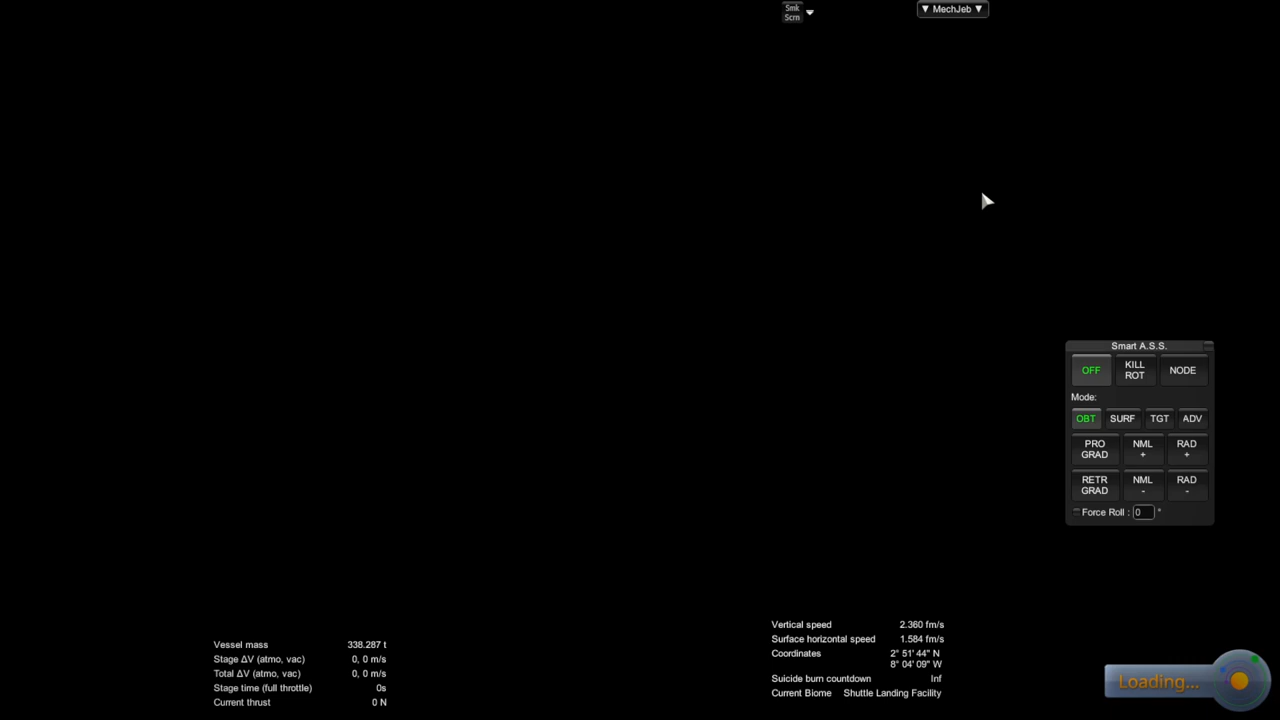 Smk
Scrn
▼ MechJeb ▼
Smart A.S.S.
OFF
KILL
ROT
NODE
Mode:
OBT SURF TGT ADV
PRO
GRAD
NML
+
RAD
+
RETR
GRAD
NML
-
RAD
-
Force Roll : 0 °
Vessel mass 338.287 t
Stage ΔV (atmo, vac) 0, 0 m/s
Total ΔV (atmo, vac) 0, 0 m/s
Stage time (full throttle) 0s
Current thrust 0 N
Vertical speed 2.360 fm/s
Surface horizontal speed 1.584 fm/s
Coordinates 2° 51' 44" N
8° 04' 09" W
Suicide burn countdown Inf
Current Biome Shuttle Landing Facility
Loading...